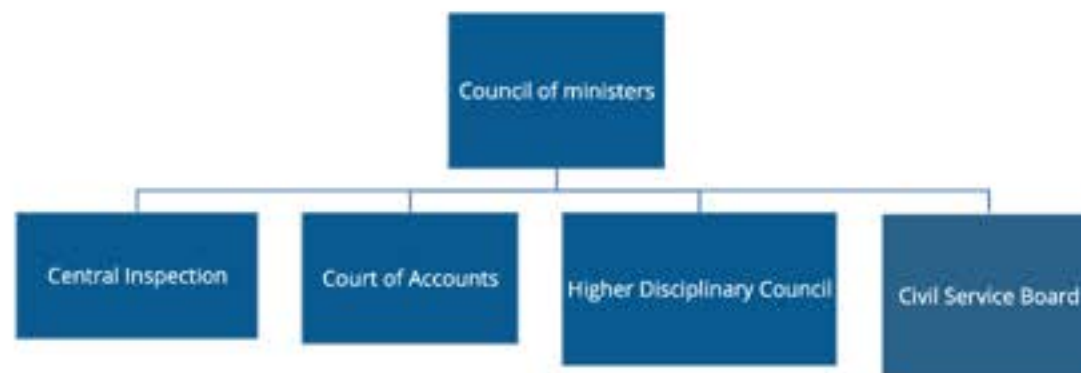 Council of ministers
Central Inspection
Court of Accounts
Higher Disciplinary Council
Civil Service Board